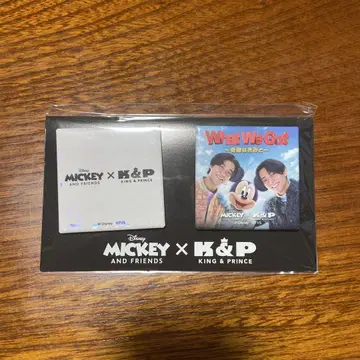 Disney
MICKEY
AND FRIENDS
×
K&P
KING & PRINCE
What We Got
～奇跡はきみと～
MICKEY
×
K&P
Disney
MICKEY
AND FRIENDS
×
K&P
KING & PRINCE